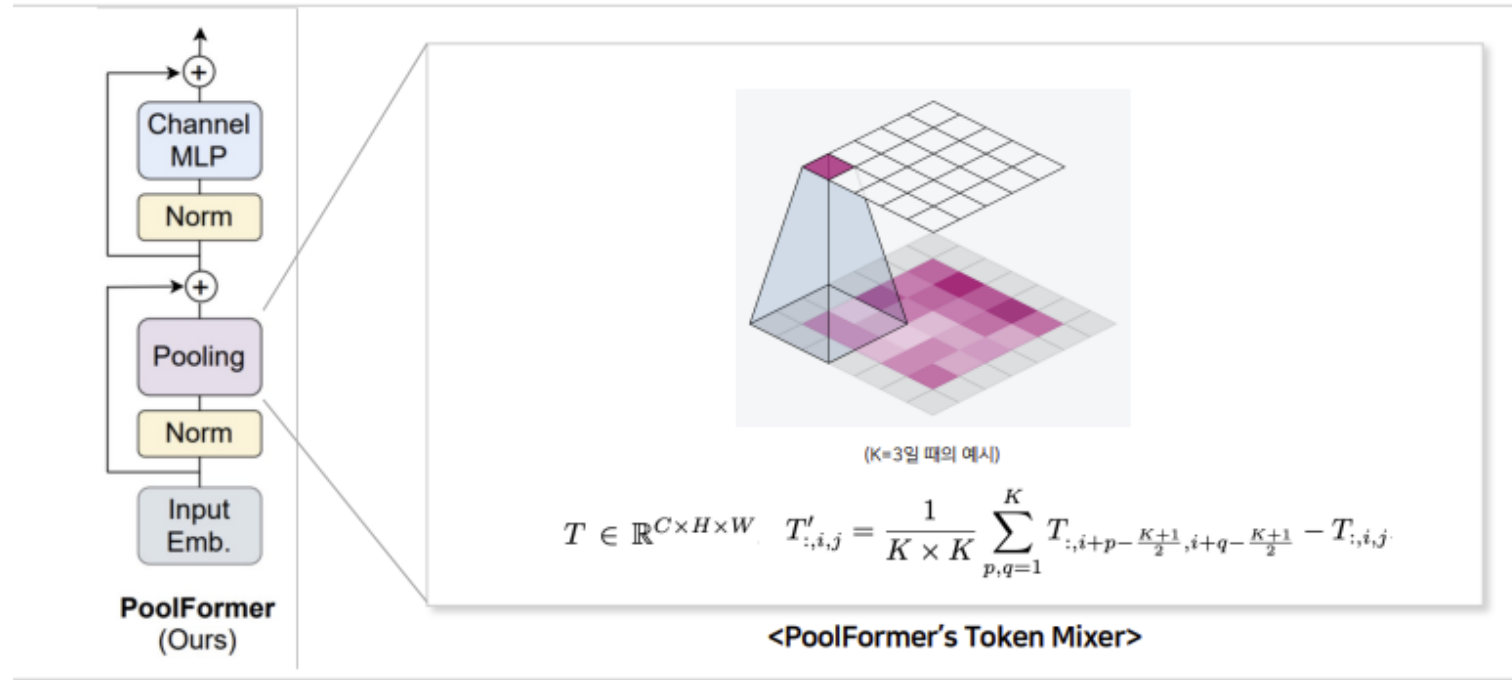 +
Channel
MLP
Norm
+
Pooling
Norm
Input
Emb.
PoolFormer
(Ours)
(K=3일 때의 예시)
T ∈ ℝ^{C×H×W} T'_{:,i,j} = \frac{1}{K × K} \sum_{p,q=1}^{K} T_{:,i+p-\frac{K+1}{2},i+q-\frac{K+1}{2}} - T_{:,i,j}.
<PoolFormer's Token Mixer>